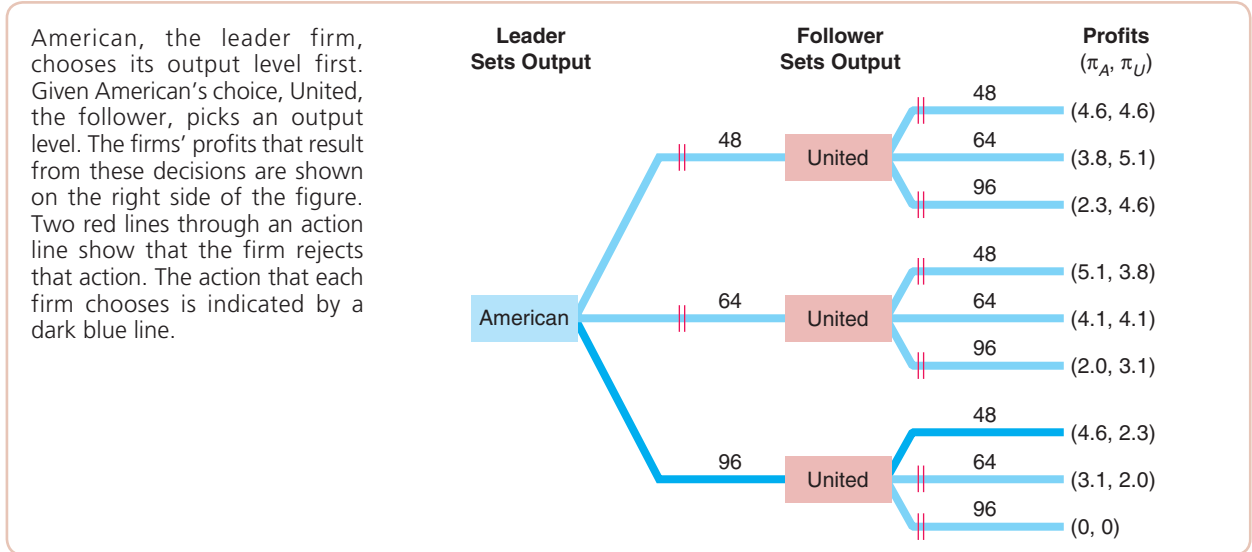 American, the leader firm,
chooses its output level first.
Given American's choice, United,
the follower, picks an output
level. The firms' profits that result
from these decisions are shown
on the right side of the figure.
Two red lines through an action
line show that the firm rejects
that action. The action that each
firm chooses is indicated by a
dark blue line.
Leader
Sets Output
Follower
Sets Output
Profits
(π_A, π_U)
American
48
United
48
(4.6, 4.6)
64
(3.8, 5.1)
96
(2.3, 4.6)
64
United
48
(5.1, 3.8)
64
(4.1, 4.1)
96
(2.0, 3.1)
96
United
48
(4.6, 2.3)
64
(3.1, 2.0)
96
(0, 0)